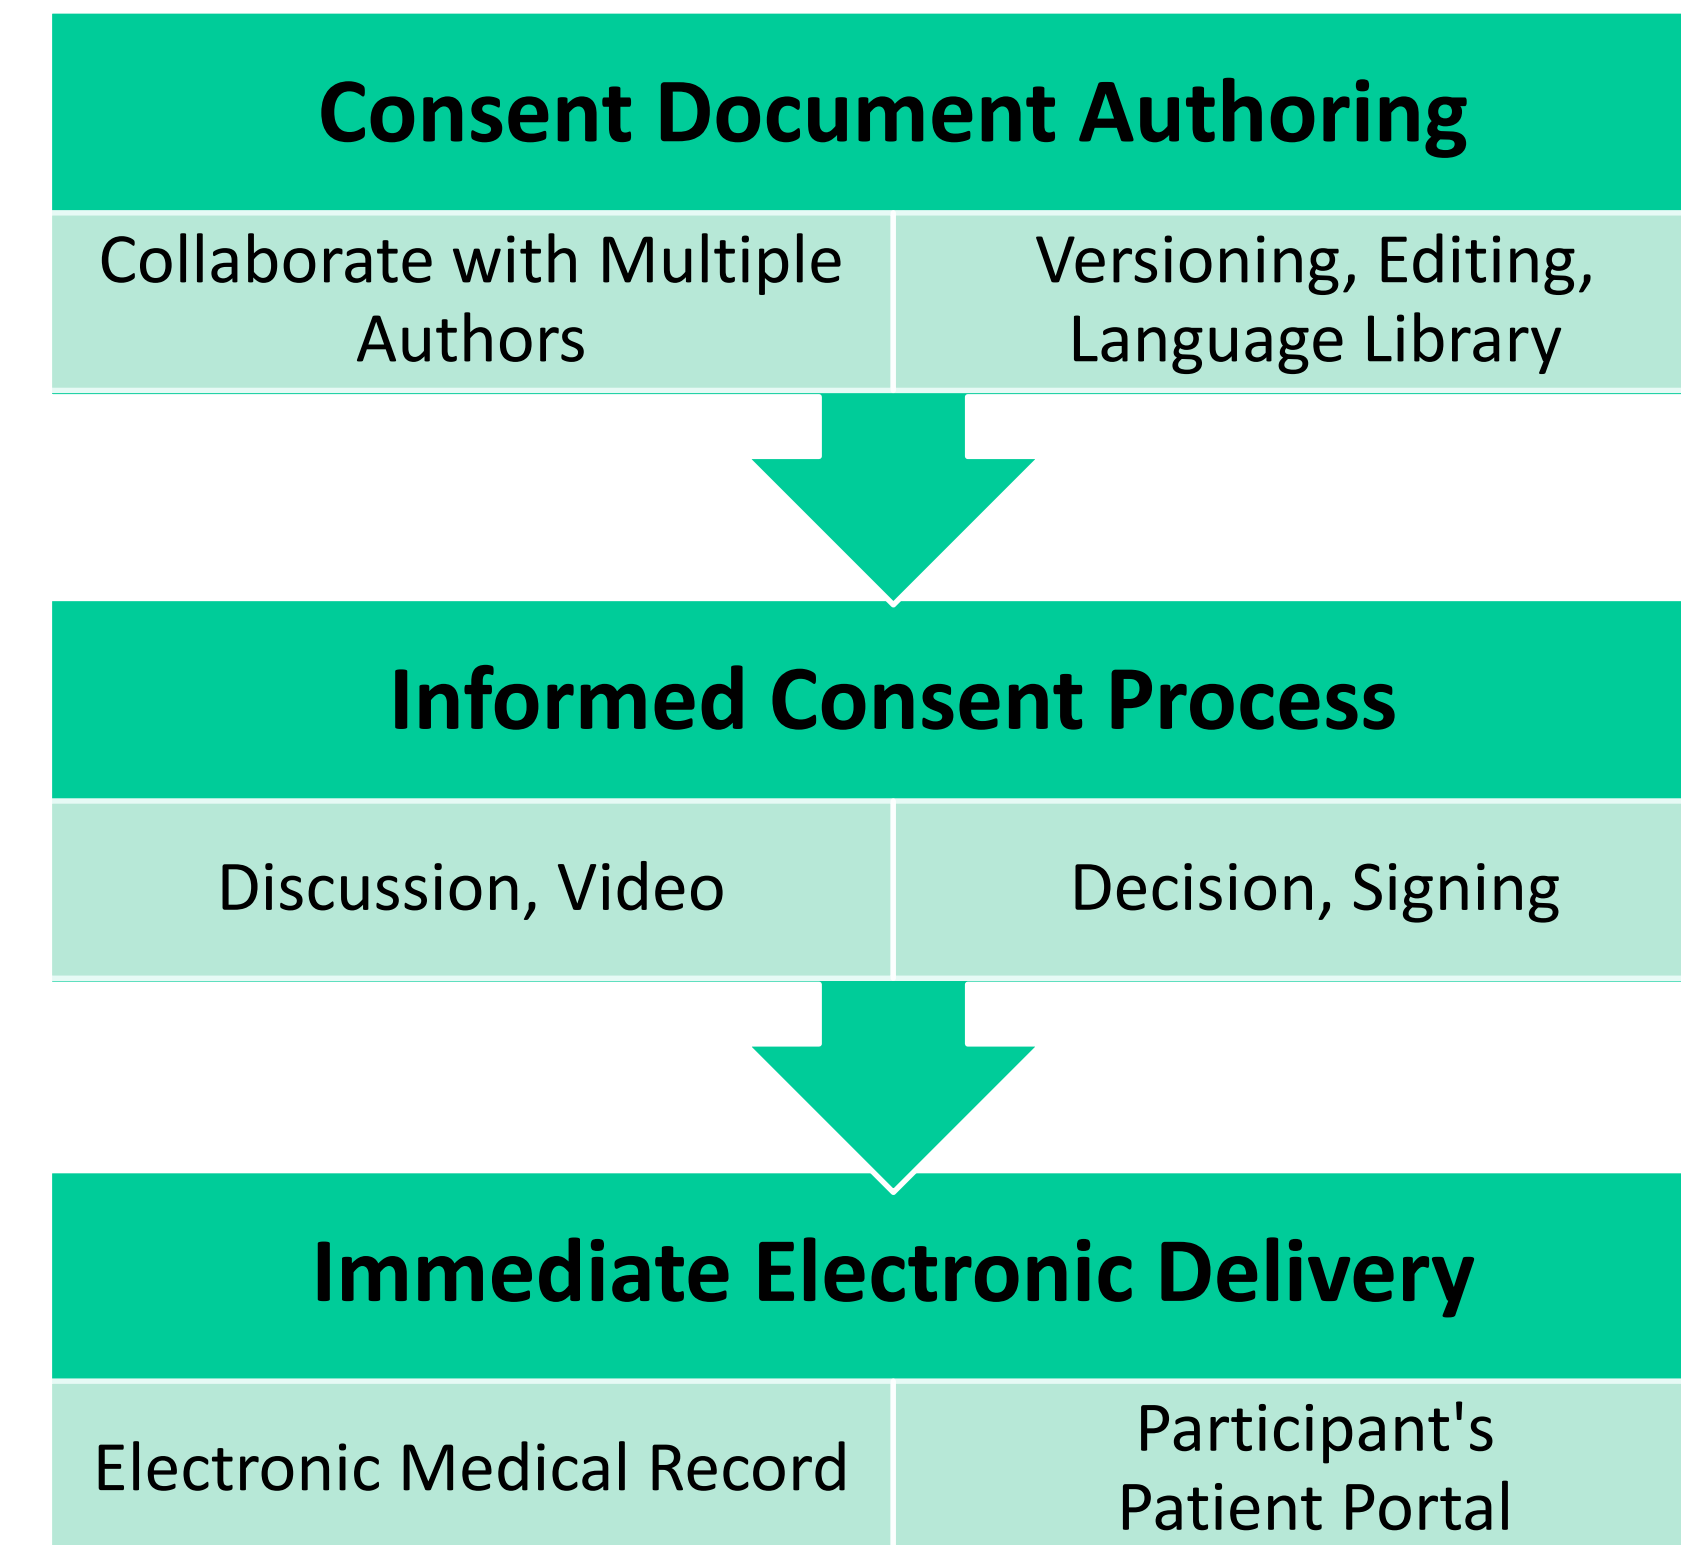 Consent Document Authoring
Collaborate with Multiple
Authors
Versioning, Editing,
Language Library
Informed Consent Process
Discussion, Video
Decision, Signing
Immediate Electronic Delivery
Electronic Medical Record
Participant's
Patient Portal